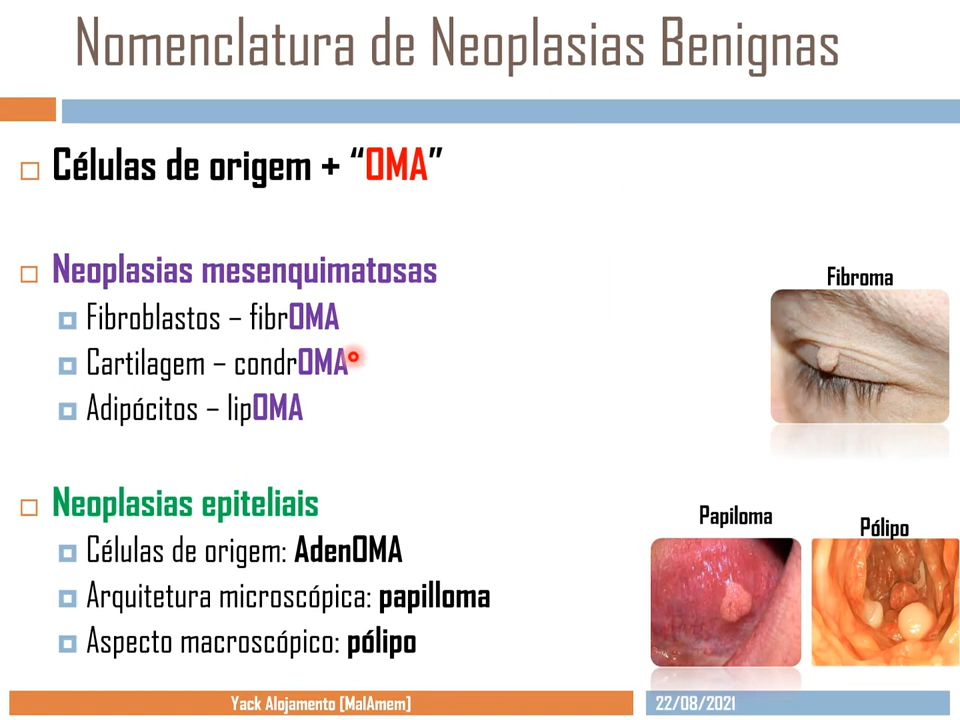 Nomenclatura de Neoplasias Benignas
Células de origem + “OMA”
Neoplasias mesenquimatosas
Fibroblastos – fibrOMA
Cartilagem – condrOMA
Adipócitos – lipOMA
Fibroma
Neoplasias epiteliais
Células de origem: AdenOMA
Arquitetura microscópica: papilloma
Aspecto macroscópico: pólipo
Papiloma
Pólipo
Yack Alojamento [MalAmem]
22/08/2021